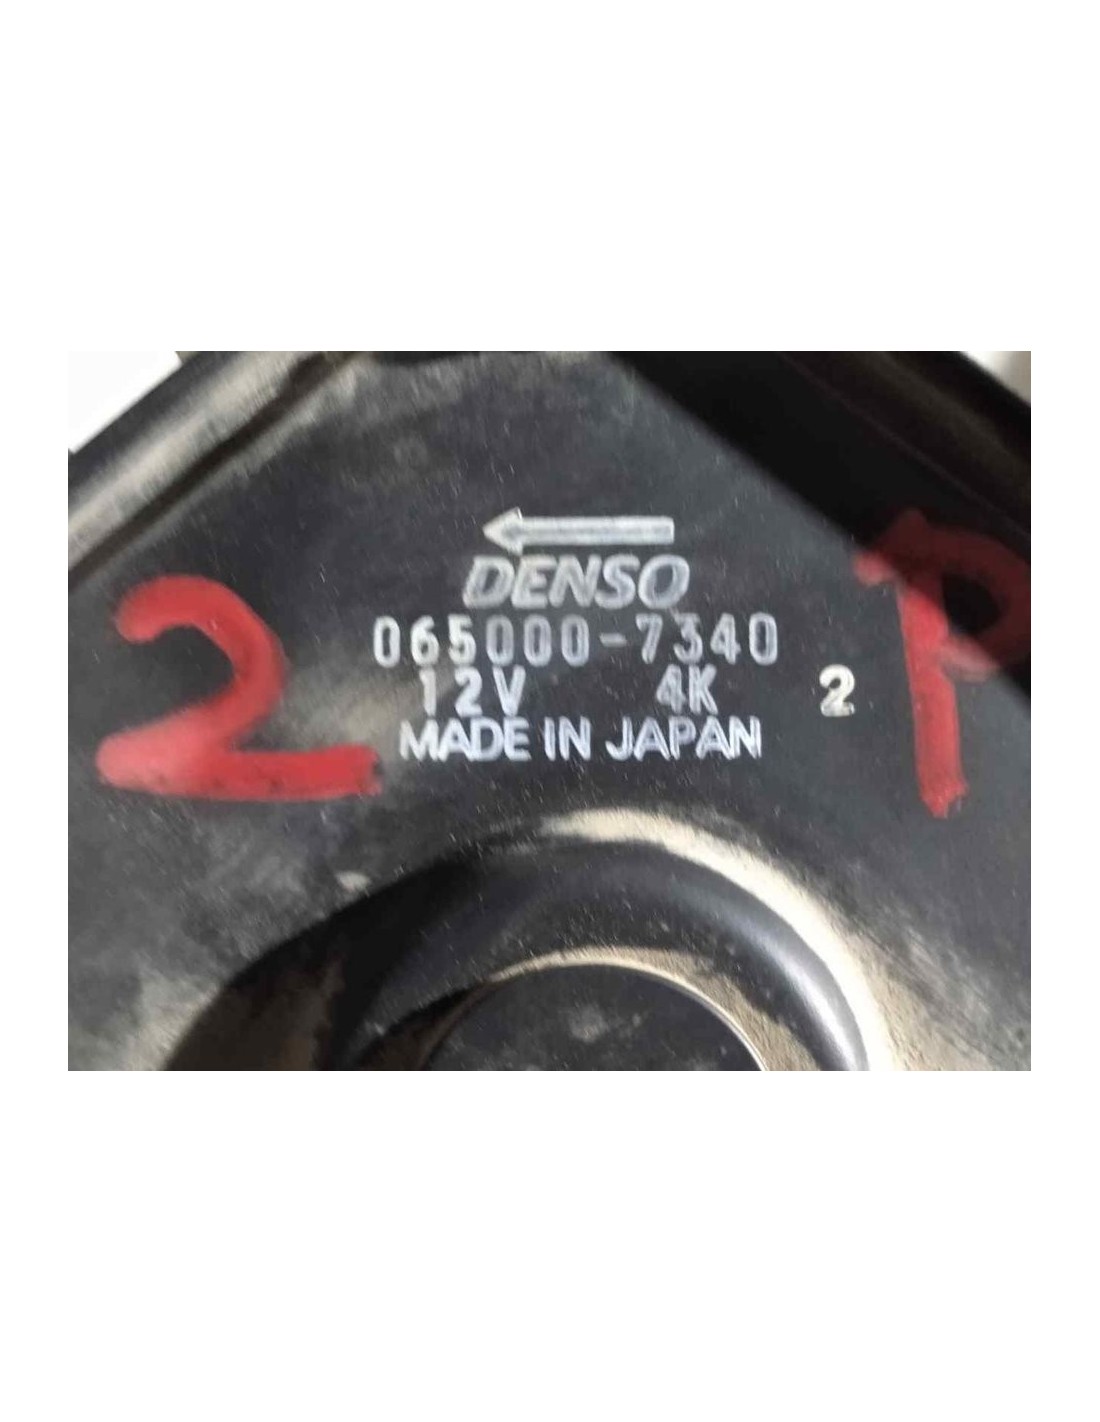 DENSO
065000-7340
12V 4K 2
MADE IN JAPAN
2 P